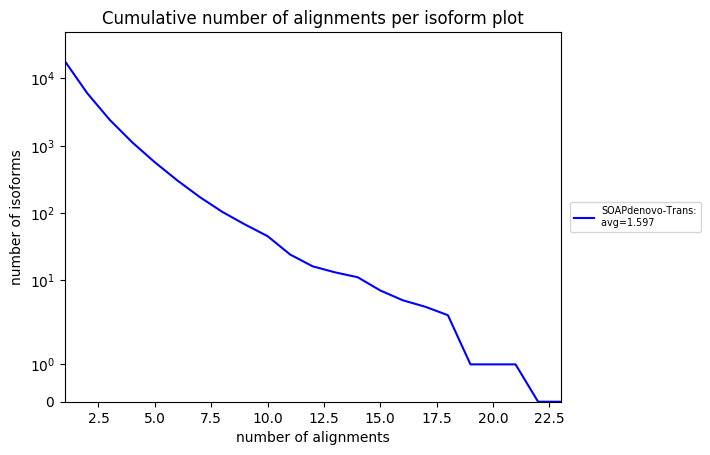 Cumulative number of alignments per isoform plot
number of isoforms
10^4
10^3
10^2
10^1
10^0
0
2.5 5.0 7.5 10.0 12.5 15.0 17.5 20.0 22.5
number of alignments
SOAPdenovo-Trans:
avg=1.597